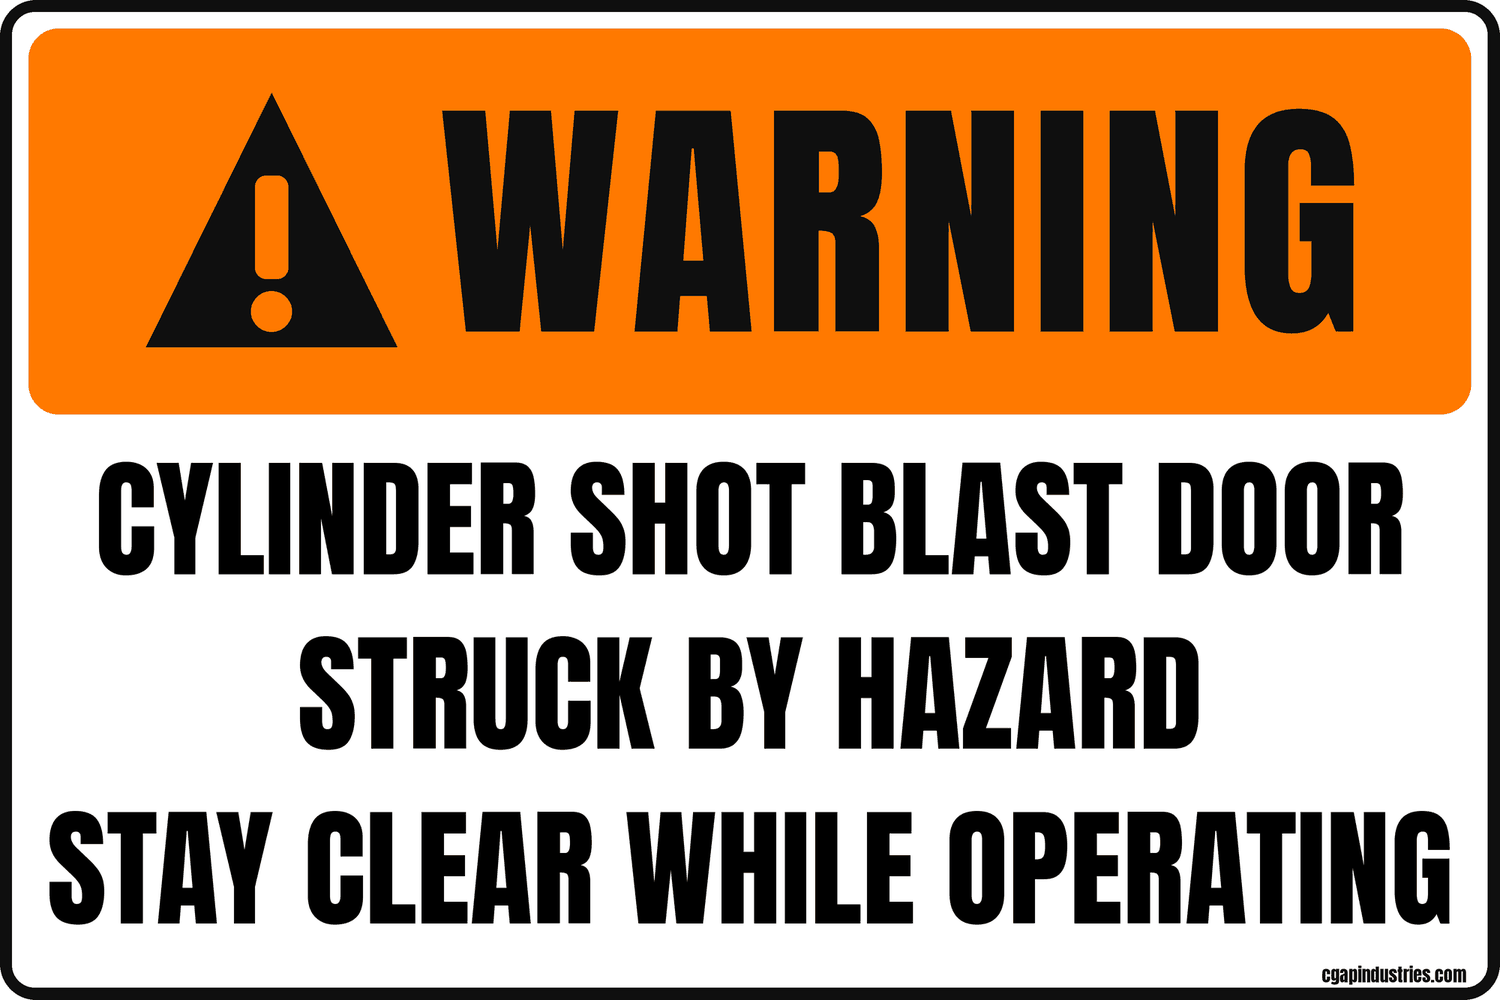 WARNING
CYLINDER SHOT BLAST DOOR
STRUCK BY HAZARD
STAY CLEAR WHILE OPERATING
cgapindustries.com